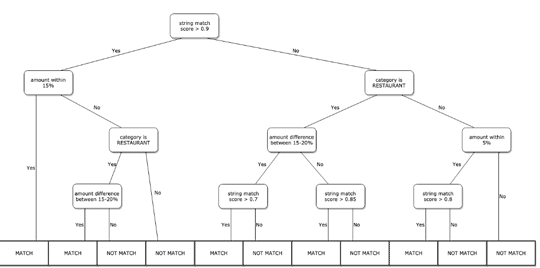 string match
score > 0.9
Yes
No
amount within
15%
category is
RESTAURANT
No
Yes
No
category is
RESTAURANT
amount difference
between 15-20%
amount within
5%
Yes
Yes
No
Yes
No
Yes
No
No
amount difference
between 15-20%
string match
score > 0.7
string match
score > 0.85
string match
score > 0.8
Yes
No
Yes
No
Yes
No
Yes
No
MATCH
MATCH
NOT MATCH
NOT MATCH
MATCH
NOT MATCH
MATCH
NOT MATCH
MATCH
NOT MATCH
NOT MATCH